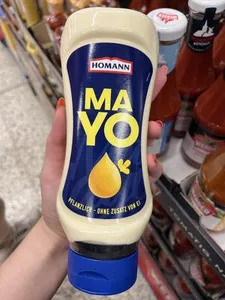 HOMANN
MA
YO
PFLANZLICH - OHNE ZUSATZ VON EI